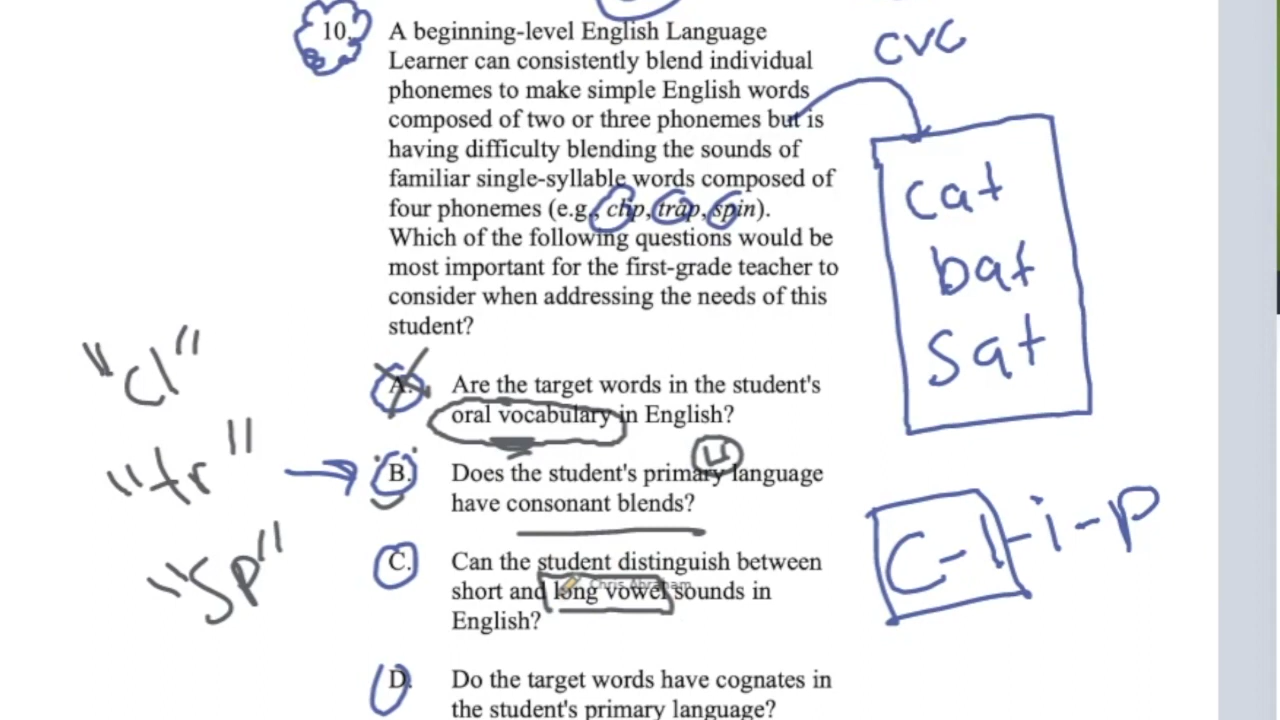 10. A beginning-level English Language
Learner can consistently blend individual
phonemes to make simple English words
composed of two or three phonemes but is
having difficulty blending the sounds of
familiar single-syllable words composed of
four phonemes (e.g., clip, trap, spin).
Which of the following questions would be
most important for the first-grade teacher to
consider when addressing the needs of this
student?
A. Are the target words in the student's
oral vocabulary in English?
B. Does the student's primary language
have consonant blends?
C. Can the student distinguish between
short and long vowel sounds in
English?
D. Do the target words have cognates in
the student's primary language?
Chris Abraham
"cl"
"tr"
"sp"
CVC
cat
bat
sat
C-l-i-p